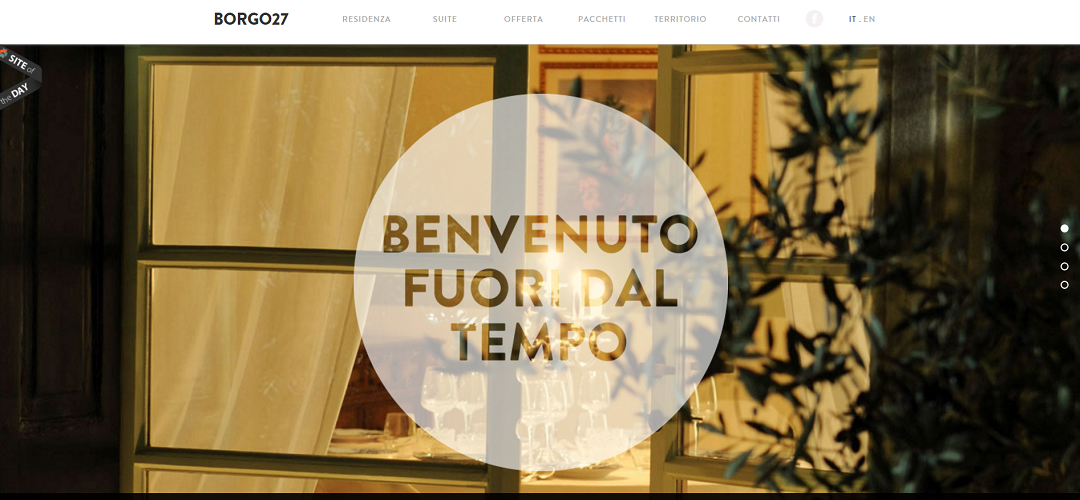 BORGO27
RESIDENZA
SUITE
OFFERTA
PACCHETTI
TERRITORIO
CONTATTI
f
IT . EN
SITE of
the DAY
BENVENUTO
FUORI DAL
TEMPO